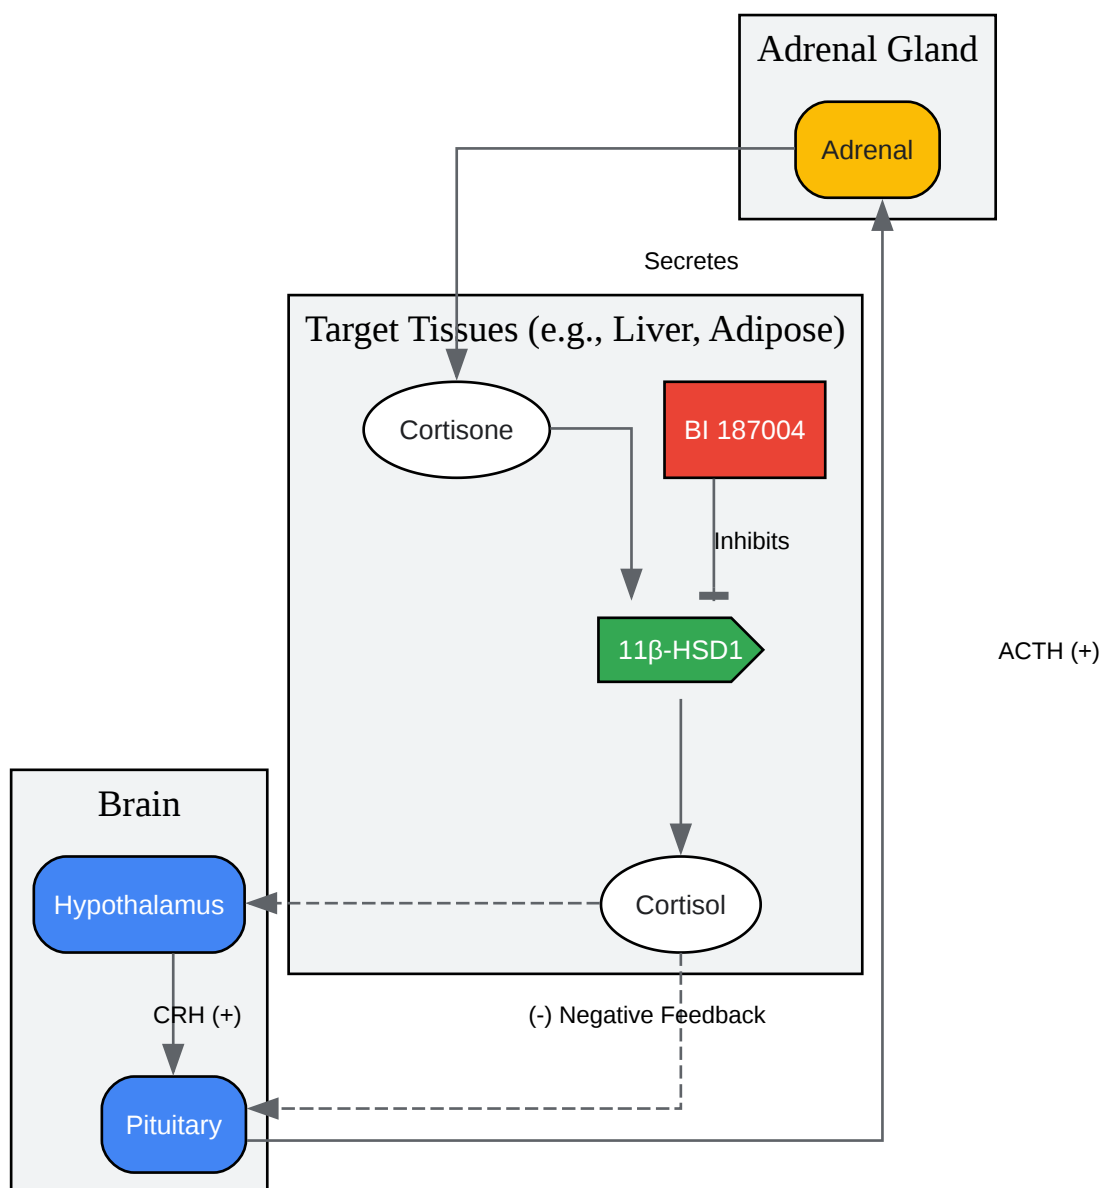 Adrenal Gland
Adrenal
Secretes
Target Tissues (e.g., Liver, Adipose)
Cortisone
BI 187004
Inhibits
11β-HSD1
ACTH (+)
Brain
Hypothalamus
Cortisol
CRH (+)
(-) Negative Feedback
Pituitary